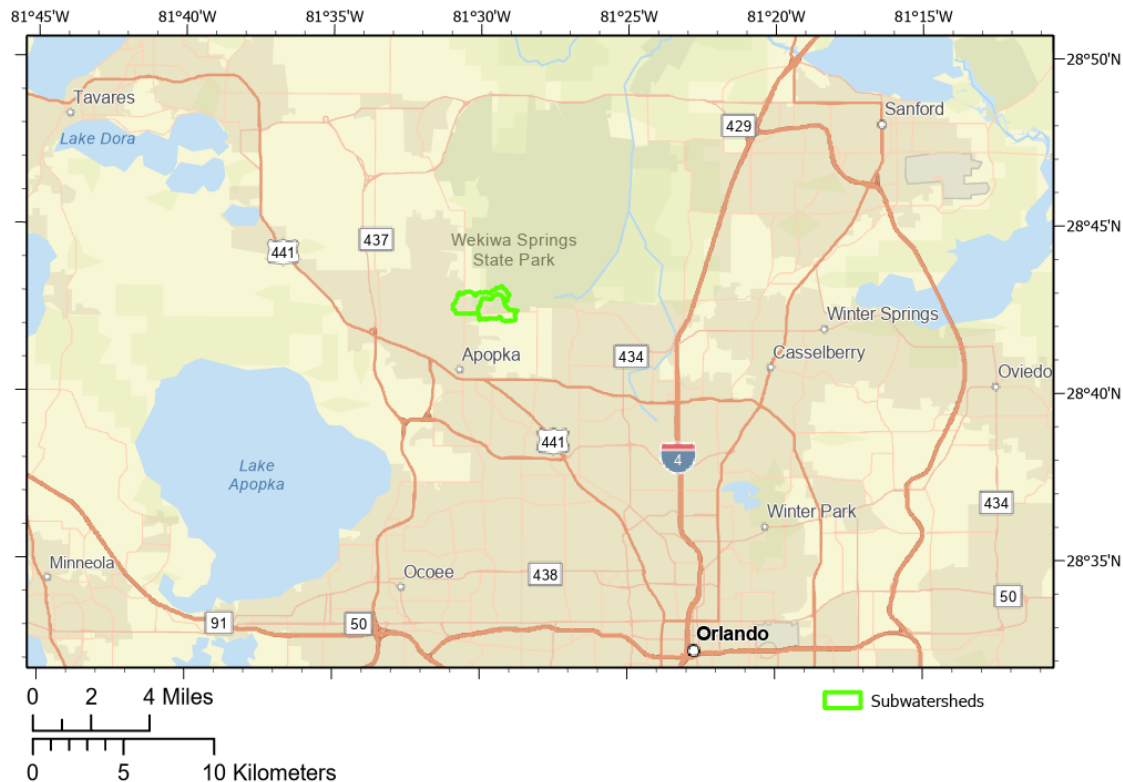 81°45'W 81°40'W 81°35'W 81°30'W 81°25'W 81°20'W 81°15'W
28°50'N
Tavares
Sanford
429
Lake Dora
28°45'N
437
441
Wekiwa Springs
State Park
Winter Springs
434
Casselberry
Apopka
Oviedo
28°40'N
441
4
Lake
Apopka
434
Winter Park
28°35'N
Minneola
Ocoee
438
50
91
50
Orlando
0 2 4 Miles
Subwatersheds
0 5 10 Kilometers